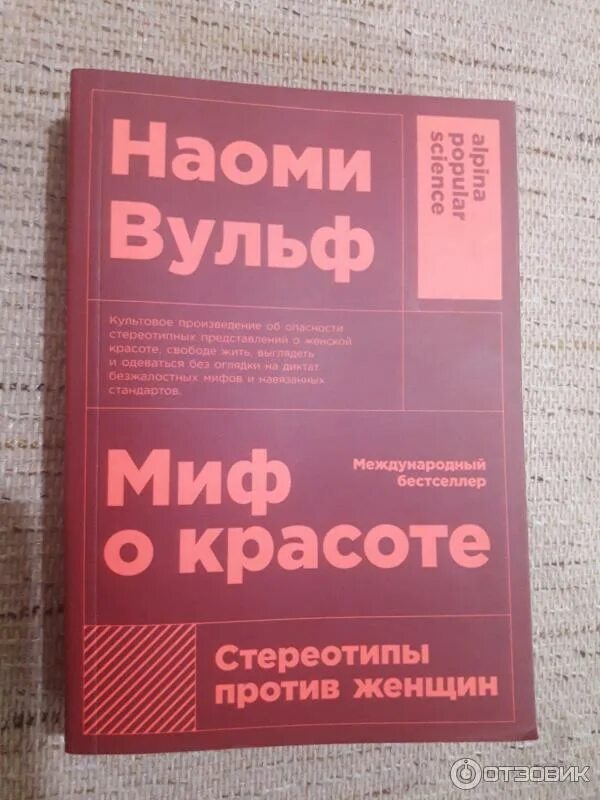 Наоми
Вульф
alpina
popular
science
Культовое произведение об опасности
стереотипных представлений о женской
красоте, свободе жить, выглядеть
и одеваться без оглядки на диктат
безжалостных мифов и навязанных
стандартов.
Международный
бестселлер
Миф
о красоте
Стереотипы
против женщин
ОТЗОВИК